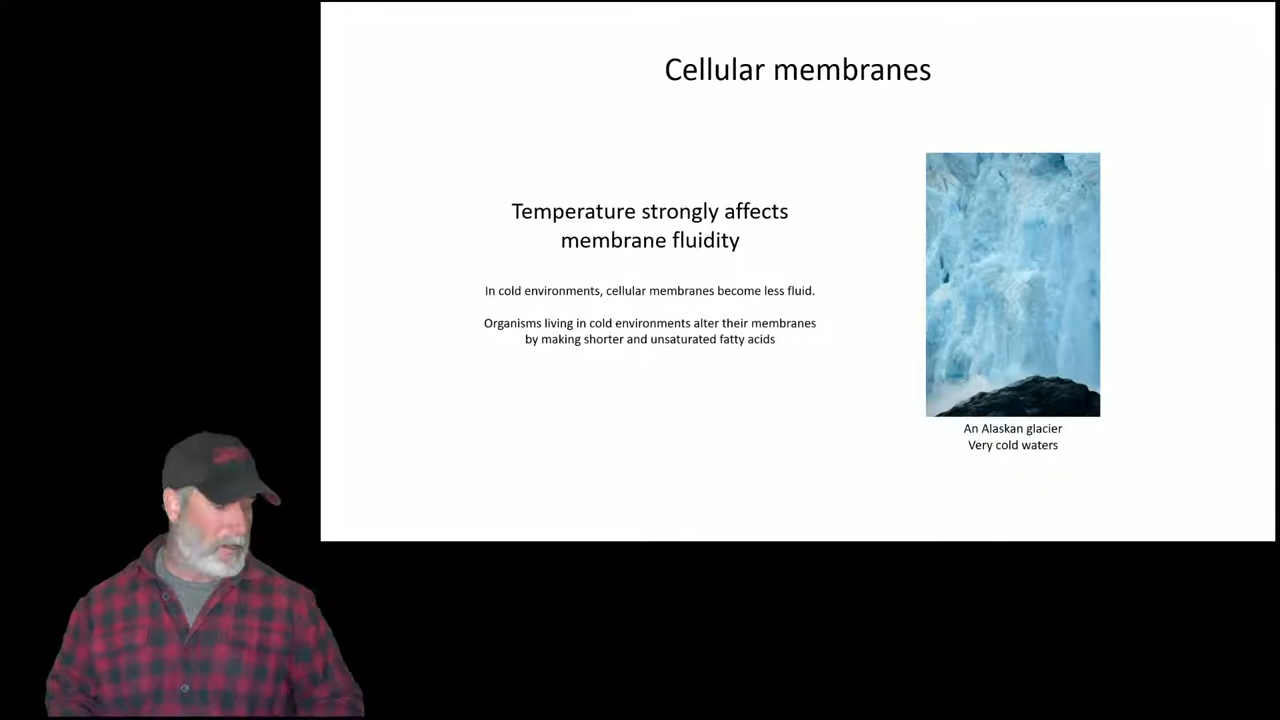 Cellular membranes
Temperature strongly affects
membrane fluidity
In cold environments, cellular membranes become less fluid.
Organisms living in cold environments alter their membranes
by making shorter and unsaturated fatty acids
An Alaskan glacier
Very cold waters